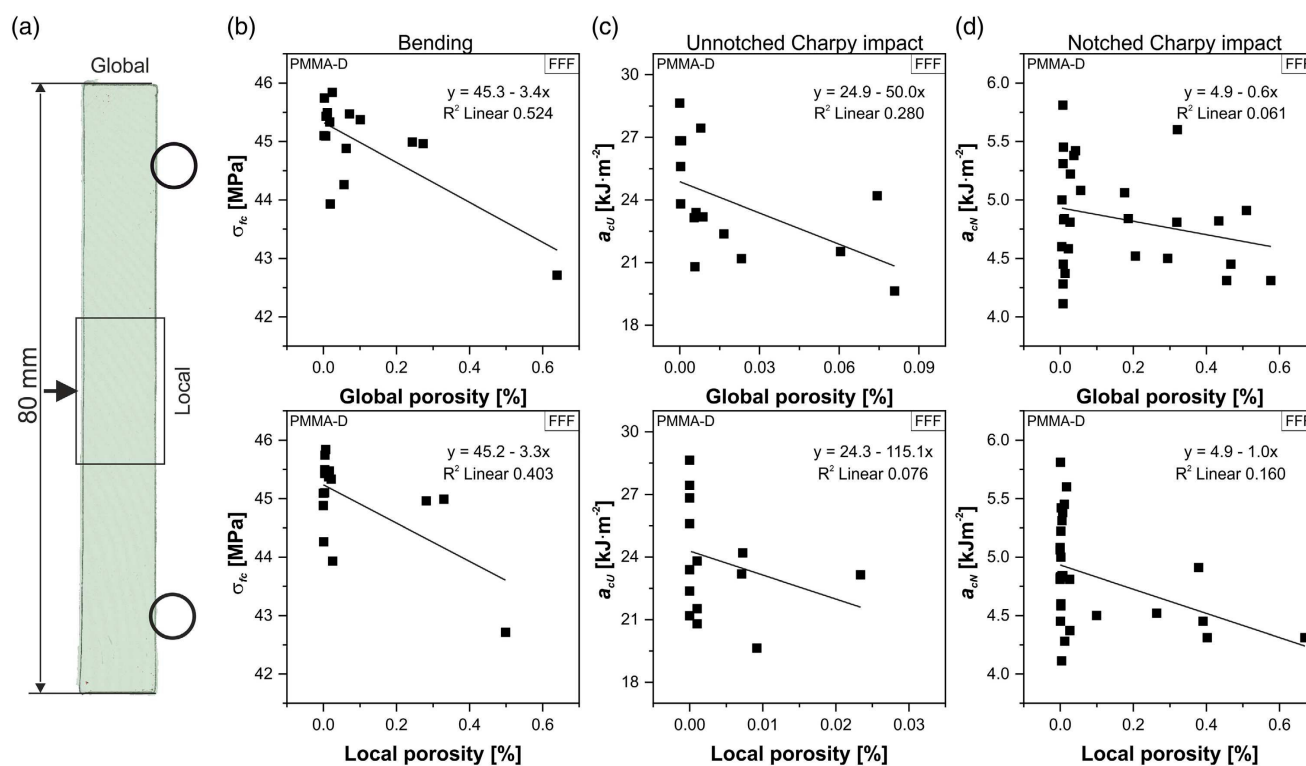 (a)
Global
80 mm
Local
(b)
Bending
PMMA-D
FFF
y = 45.3 - 3.4x
R² Linear 0.524
46
45
44
43
42
σfc [MPa]
0.0 0.2 0.4 0.6
Global porosity [%]
PMMA-D
FFF
y = 45.2 - 3.3x
R² Linear 0.403
46
45
44
43
42
σfc [MPa]
0.0 0.2 0.4 0.6
Local porosity [%]
(c)
Unnotched Charpy impact
PMMA-D
FFF
y = 24.9 - 50.0x
R² Linear 0.280
30
27
24
21
18
acU [kJ·m-2]
0.00 0.03 0.06 0.09
Global porosity [%]
PMMA-D
FFF
y = 24.3 - 115.1x
R² Linear 0.076
30
27
24
21
18
acU [kJ·m-2]
0.00 0.01 0.02 0.03
Local porosity [%]
(d)
Notched Charpy impact
PMMA-D
FFF
y = 4.9 - 0.6x
R² Linear 0.061
6.0
5.5
5.0
4.5
4.0
acN [kJ·m-2]
0.0 0.2 0.4 0.6
Global porosity [%]
PMMA-D
FFF
y = 4.9 - 1.0x
R² Linear 0.160
6.0
5.5
5.0
4.5
4.0
acN [kJm-2]
0.0 0.2 0.4 0.6
Local porosity [%]